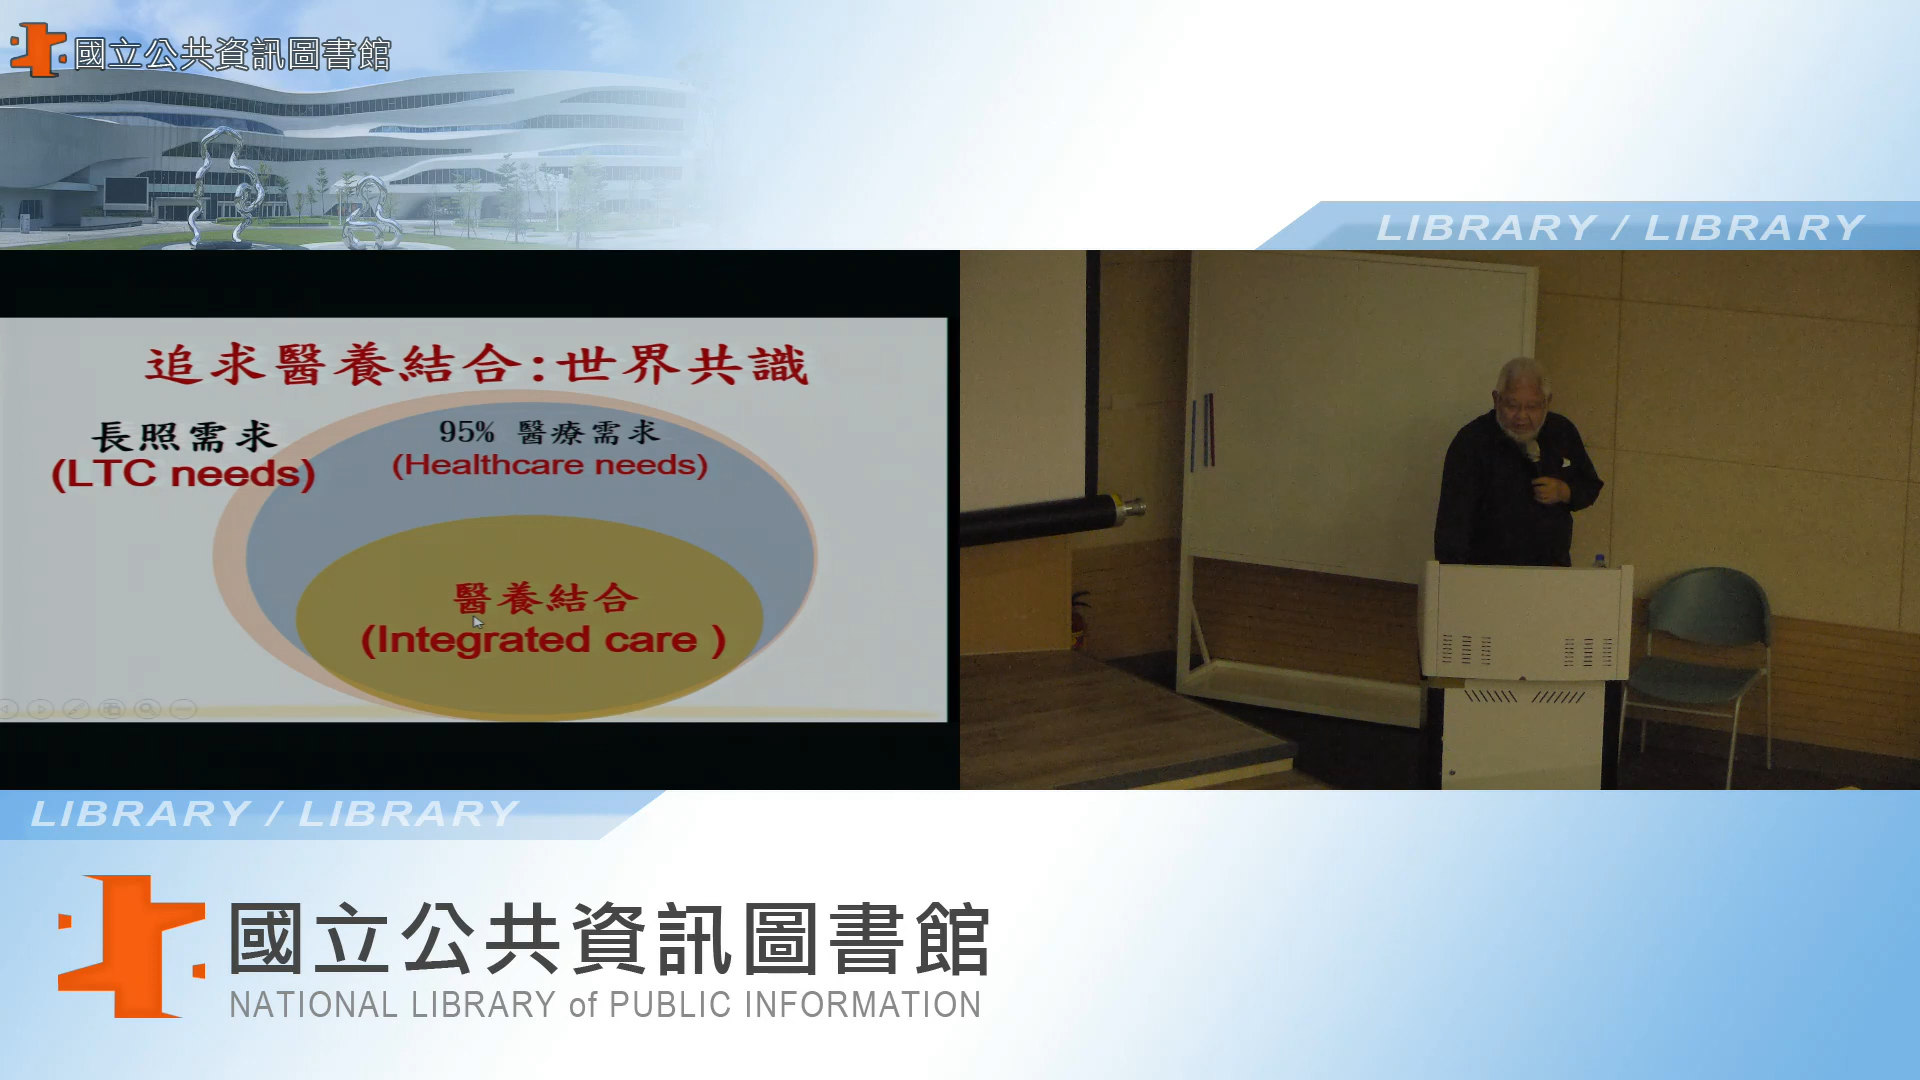 國立公共資訊圖書館
LIBRARY / LIBRARY
追求醫養結合:世界共識
長照需求
(LTC needs)
95% 醫療需求
(Healthcare needs)
醫養結合
(Integrated care )
LIBRARY / LIBRARY
國立公共資訊圖書館
NATIONAL LIBRARY of PUBLIC INFORMATION